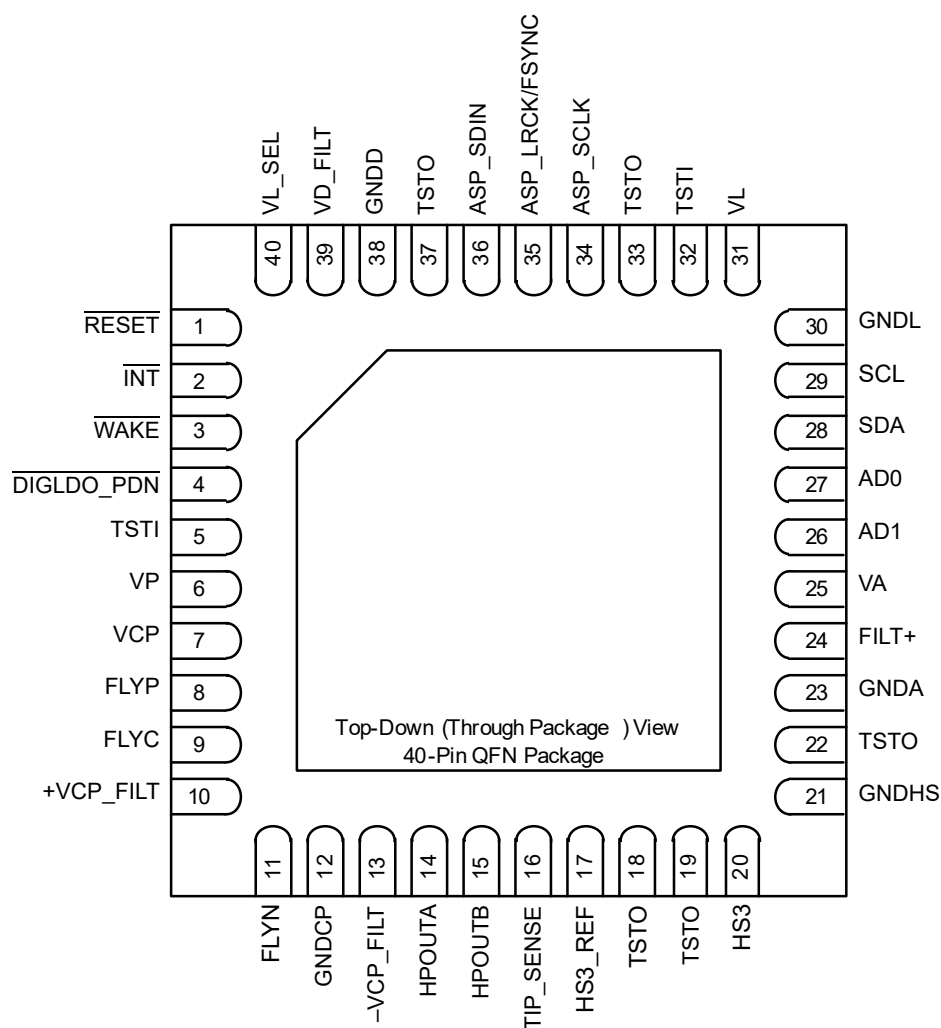 VL_SEL
VD_FILT
GNDD
TSTO
ASP_SDIN
ASP_LRCK/FSYNC
ASP_SCLK
TSTO
TSTI
VL
40
39
38
37
36
35
34
33
32
31
RESET 1
INT 2
WAKE 3
DIGLDO_PDN 4
TSTI 5
VP 6
VCP 7
FLYP 8
FLYC 9
+VCP_FILT 10
30 GNDL
29 SCL
28 SDA
27 AD0
26 AD1
25 VA
24 FILT+
23 GNDA
22 TSTO
21 GNDHS
Top-Down (Through Package ) View
40-Pin QFN Package
11
12
13
14
15
16
17
18
19
20
FLYN
GNDCP
–VCP_FILT
HPOUTA
HPOUTB
TIP_SENSE
HS3_REF
TSTO
TSTO
HS3